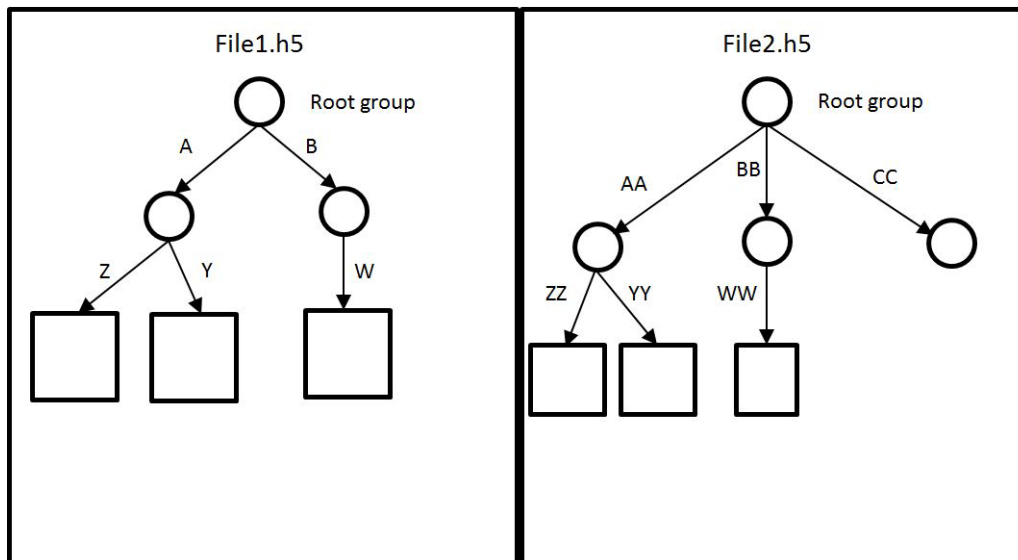 File1.h5
Root group
A
B
Z
Y
W
File2.h5
Root group
AA
BB
CC
ZZ
YY
WW